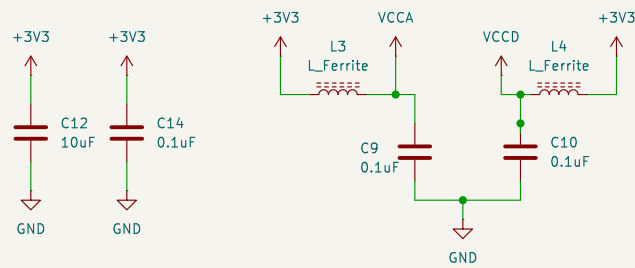 +3V3
+3V3
C12
10uF
C14
0.1uF
GND
GND
+3V3
L3
L_Ferrite
VCCA
VCCD
L4
L_Ferrite
+3V3
C9
0.1uF
C10
0.1uF
GND